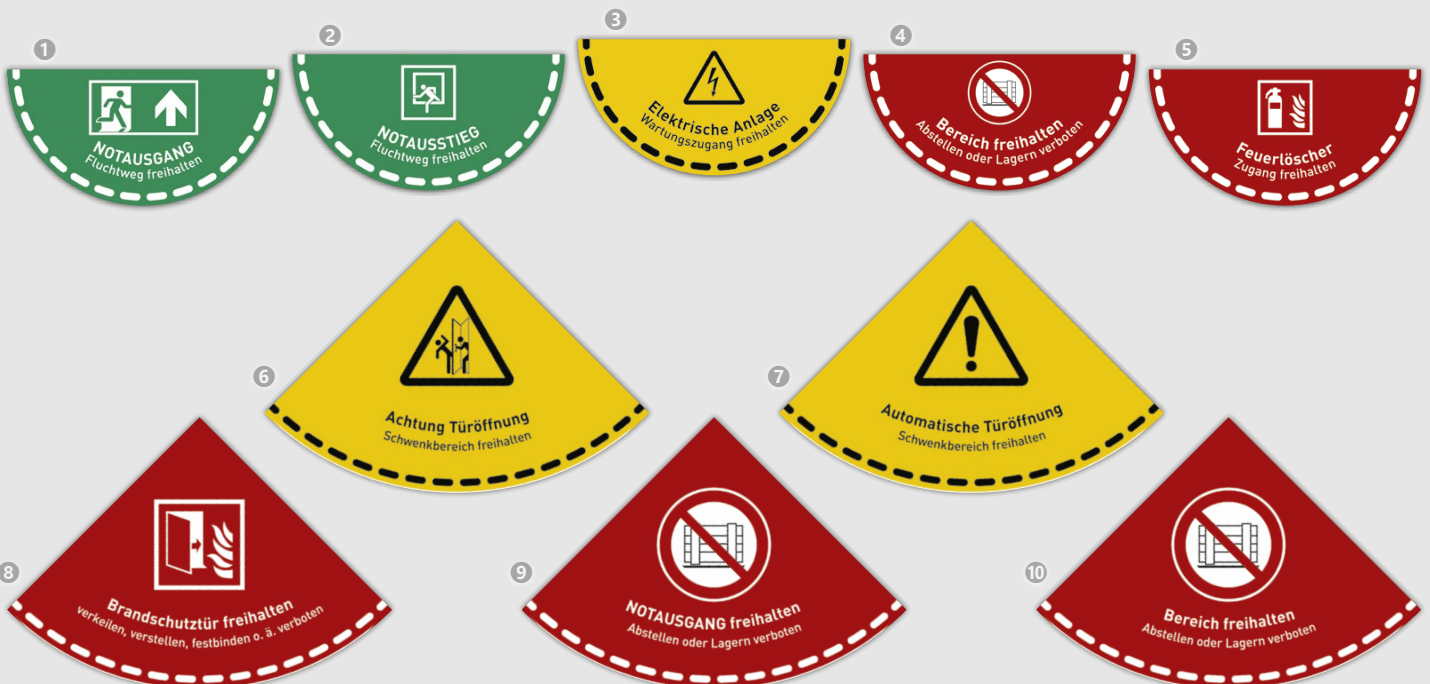 1
NOTAUSGANG
Fluchtweg freihalten
2
NOTAUSSTIEG
Fluchtweg freihalten
3
Elektrische Anlage
Wartungszugang freihalten
4
Bereich freihalten
Abstellen oder Lagern verboten
5
Feuerlöscher
Zugang freihalten
6
Achtung Türöffnung
Schwenkbereich freihalten
7
Automatische Türöffnung
Schwenkbereich freihalten
8
Brandschutztür freihalten
verkeilen, verstellen, festbinden o. ä. verboten
9
NOTAUSGANG freihalten
Abstellen oder Lagern verboten
10
Bereich freihalten
Abstellen oder Lagern verboten